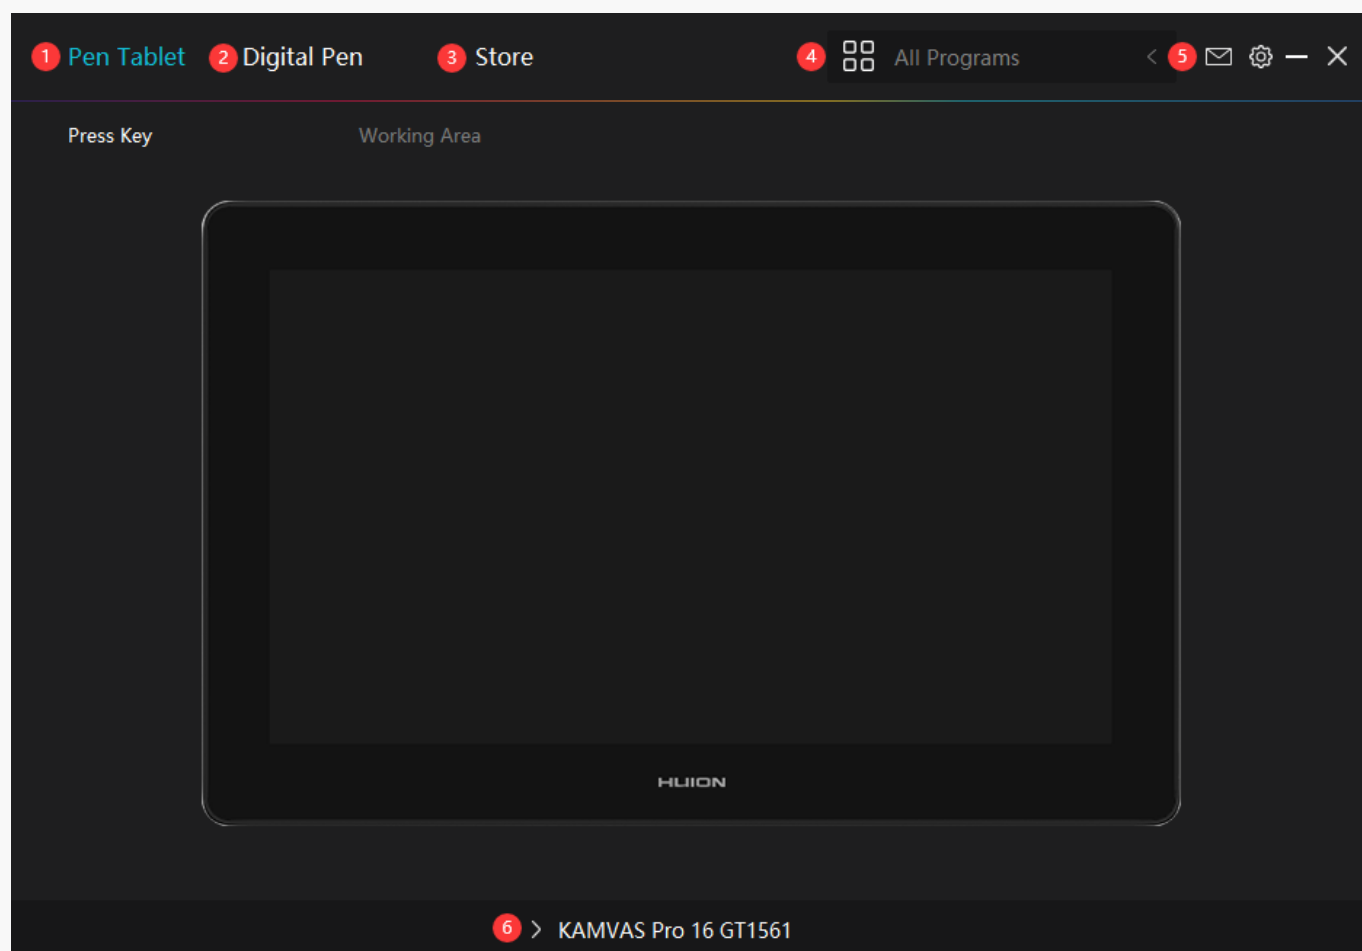 1 Pen Tablet 2 Digital Pen 3 Store 4 All Programs 5
Press Key Working Area
HUION
6 KAMVAS Pro 16 GT1561